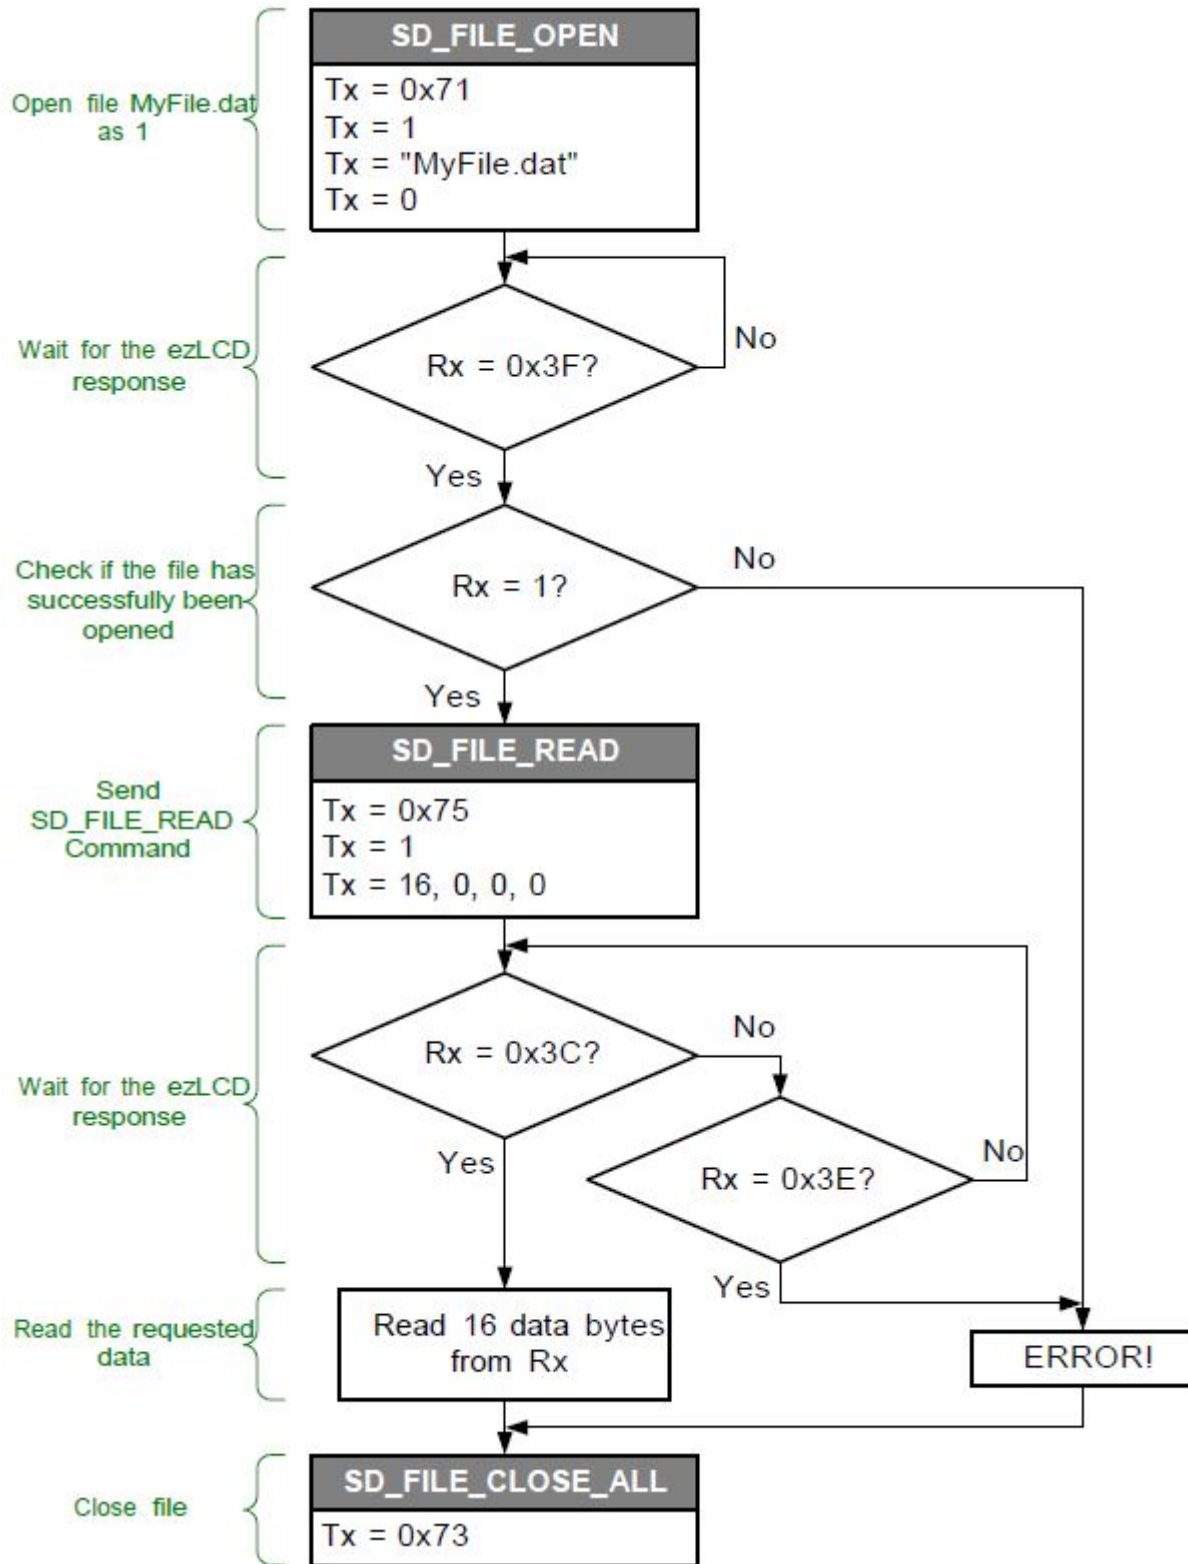 SD_FILE_OPEN
Open file MyFile.dat
as 1
Tx = 0x71
Tx = 1
Tx = "MyFile.dat"
Tx = 0
Wait for the ezLCD
response
Rx = 0x3F?
No
Yes
Check if the file has
successfully been
opened
Rx = 1?
No
Yes
Send
SD_FILE_READ
Command
SD_FILE_READ
Tx = 0x75
Tx = 1
Tx = 16, 0, 0, 0
Wait for the ezLCD
response
Rx = 0x3C?
No
Yes
Rx = 0x3E?
No
Yes
Read the requested
data
Read 16 data bytes
from Rx
ERROR!
Close file
SD_FILE_CLOSE_ALL
Tx = 0x73